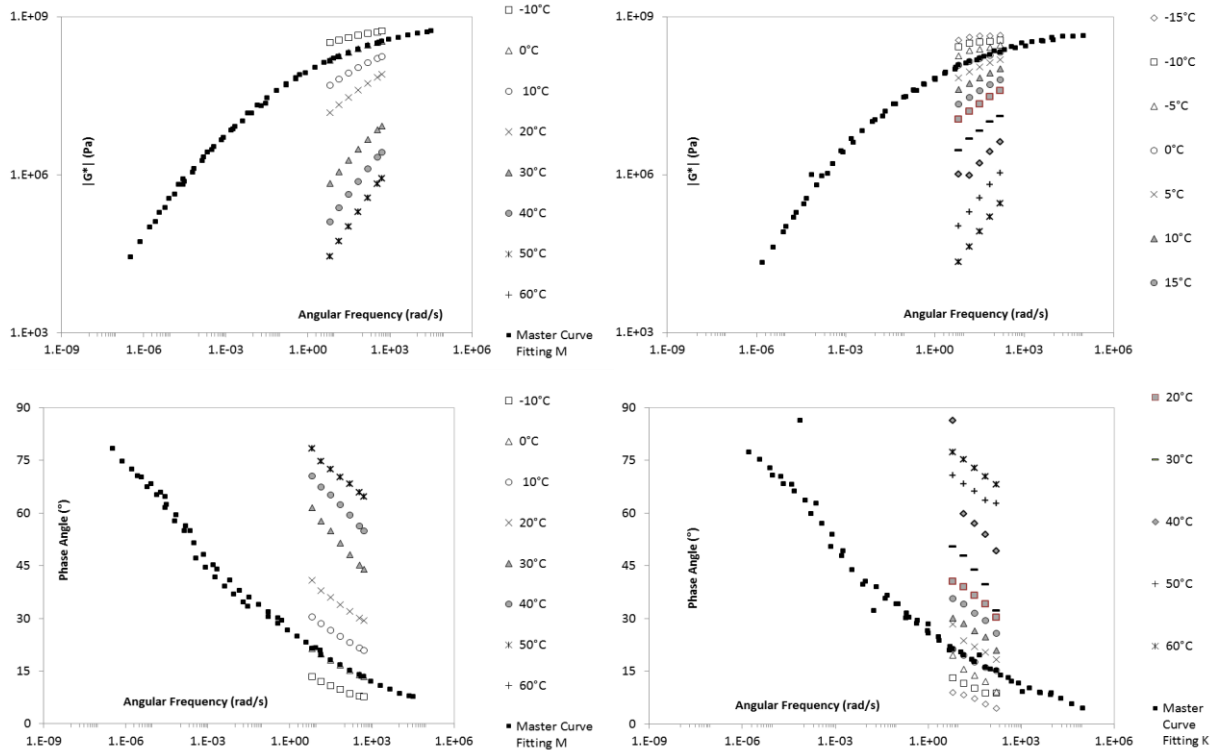 1.E+09
1.E+06
1.E+03
|G*| (Pa)
Angular Frequency (rad/s)
1.E-09 1.E-06 1.E-03 1.E+00 1.E+03 1.E+06
-10°C
0°C
10°C
20°C
30°C
40°C
50°C
60°C
Master Curve
Fitting M
1.E+09
1.E+06
1.E+03
|G*| (Pa)
Angular Frequency (rad/s)
1.E-09 1.E-06 1.E-03 1.E+00 1.E+03 1.E+06
-15°C
-10°C
-5°C
0°C
5°C
10°C
15°C
90
75
60
45
30
15
0
Phase Angle (°)
Angular Frequency (rad/s)
1.E-09 1.E-06 1.E-03 1.E+00 1.E+03 1.E+06
-10°C
0°C
10°C
20°C
30°C
40°C
50°C
60°C
Master Curve
Fitting M
90
75
60
45
30
15
0
Phase Angle (°)
Angular Frequency (rad/s)
1.E-09 1.E-06 1.E-03 1.E+00 1.E+03 1.E+06
20°C
30°C
40°C
50°C
60°C
Master
Curve
Fitting K